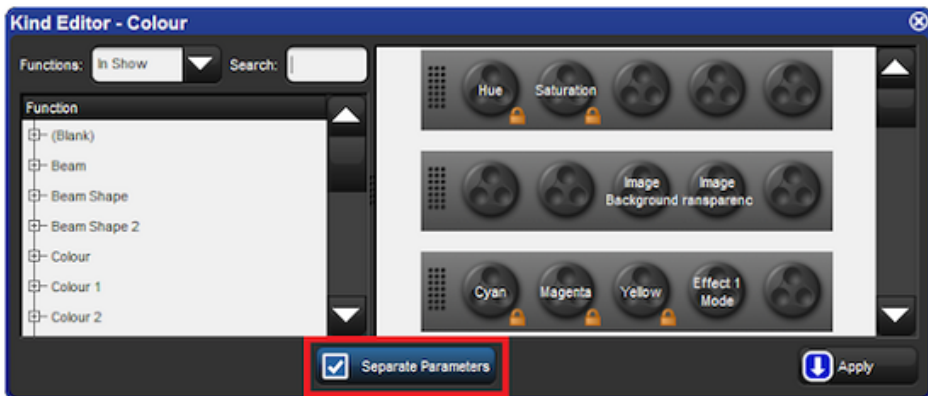 Kind Editor - Colour
Functions: In Show Search:
Function
(Blank)
Beam
Beam Shape
Beam Shape 2
Colour
Colour 1
Colour 2
Hue Saturation
Image Background Image ransparenc
Cyan Magenta Yellow Effect 1 Mode
Separate Parameters
Apply